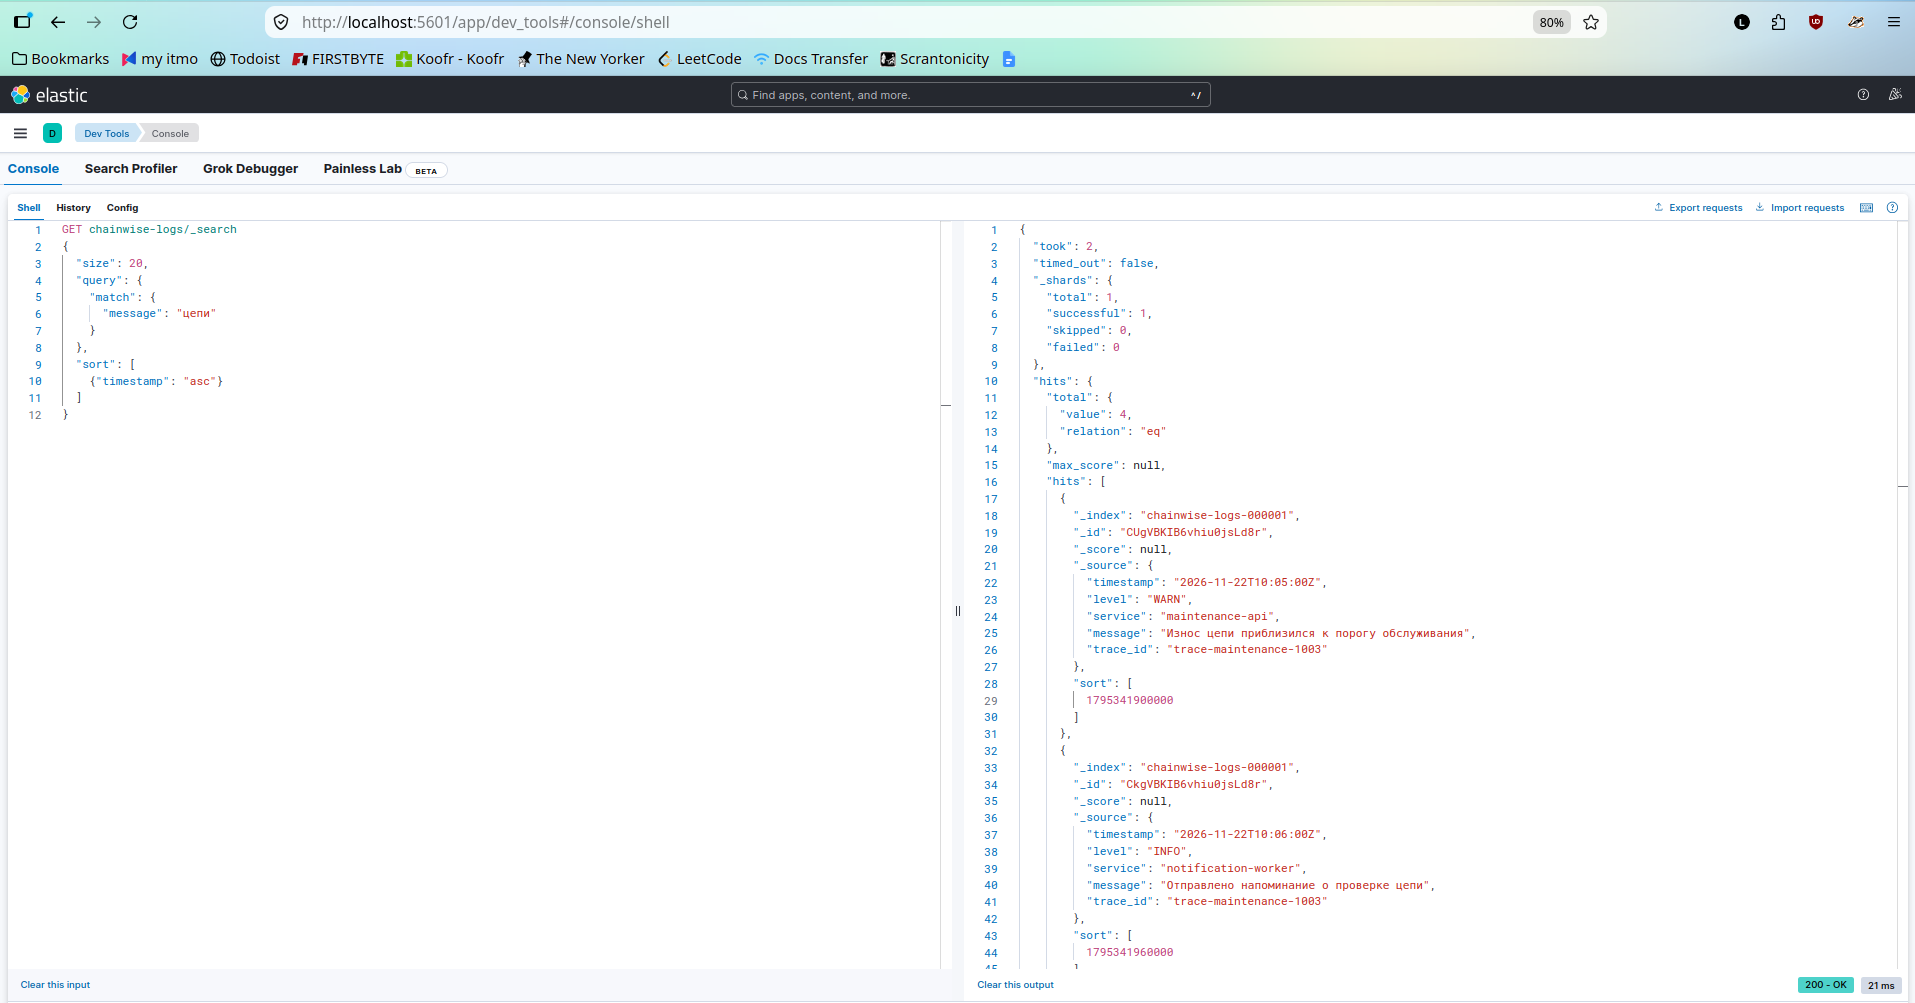 http://localhost:5601/app/dev_tools#/console/shell
80%
Bookmarks
my itmo
Todoist
FIRSTBYTE
Koofr - Koofr
The New Yorker
LeetCode
Docs Transfer
Scrantonicity
elastic
Find apps, content, and more.
^/
D
Dev Tools
Console
Console
Search Profiler
Grok Debugger
Painless Lab
BETA
Shell
History
Config
Export requests
Import requests
1 GET chainwise-logs/_search
2 {
3 "size": 20,
4 "query": {
5 "match": {
6 "message": "цепи"
7 }
8 },
9 "sort": [
10 {"timestamp": "asc"}
11 ]
12 }
1 {
2 "took": 2,
3 "timed_out": false,
4 "_shards": {
5 "total": 1,
6 "successful": 1,
7 "skipped": 0,
8 "failed": 0
9 },
10 "hits": {
11 "total": {
12 "value": 4,
13 "relation": "eq"
14 },
15 "max_score": null,
16 "hits": [
17 {
18 "_index": "chainwise-logs-000001",
19 "_id": "CUgVBKIB6vhiu0jsLd8r",
20 "_score": null,
21 "_source": {
22 "timestamp": "2026-11-22T10:05:00Z",
23 "level": "WARN",
24 "service": "maintenance-api",
25 "message": "Износ цепи приблизился к порогу обслуживания",
26 "trace_id": "trace-maintenance-1003"
27 },
28 "sort": [
29 1795341900000
30 ]
31 },
32 {
33 "_index": "chainwise-logs-000001",
34 "_id": "CkgVBKIB6vhiu0jsLd8r",
35 "_score": null,
36 "_source": {
37 "timestamp": "2026-11-22T10:06:00Z",
38 "level": "INFO",
39 "service": "notification-worker",
40 "message": "Отправлено напоминание о проверке цепи",
41 "trace_id": "trace-maintenance-1003"
42 },
43 "sort": [
44 1795341960000
45 ]
Clear this input
Clear this output
200 - OK
21 ms